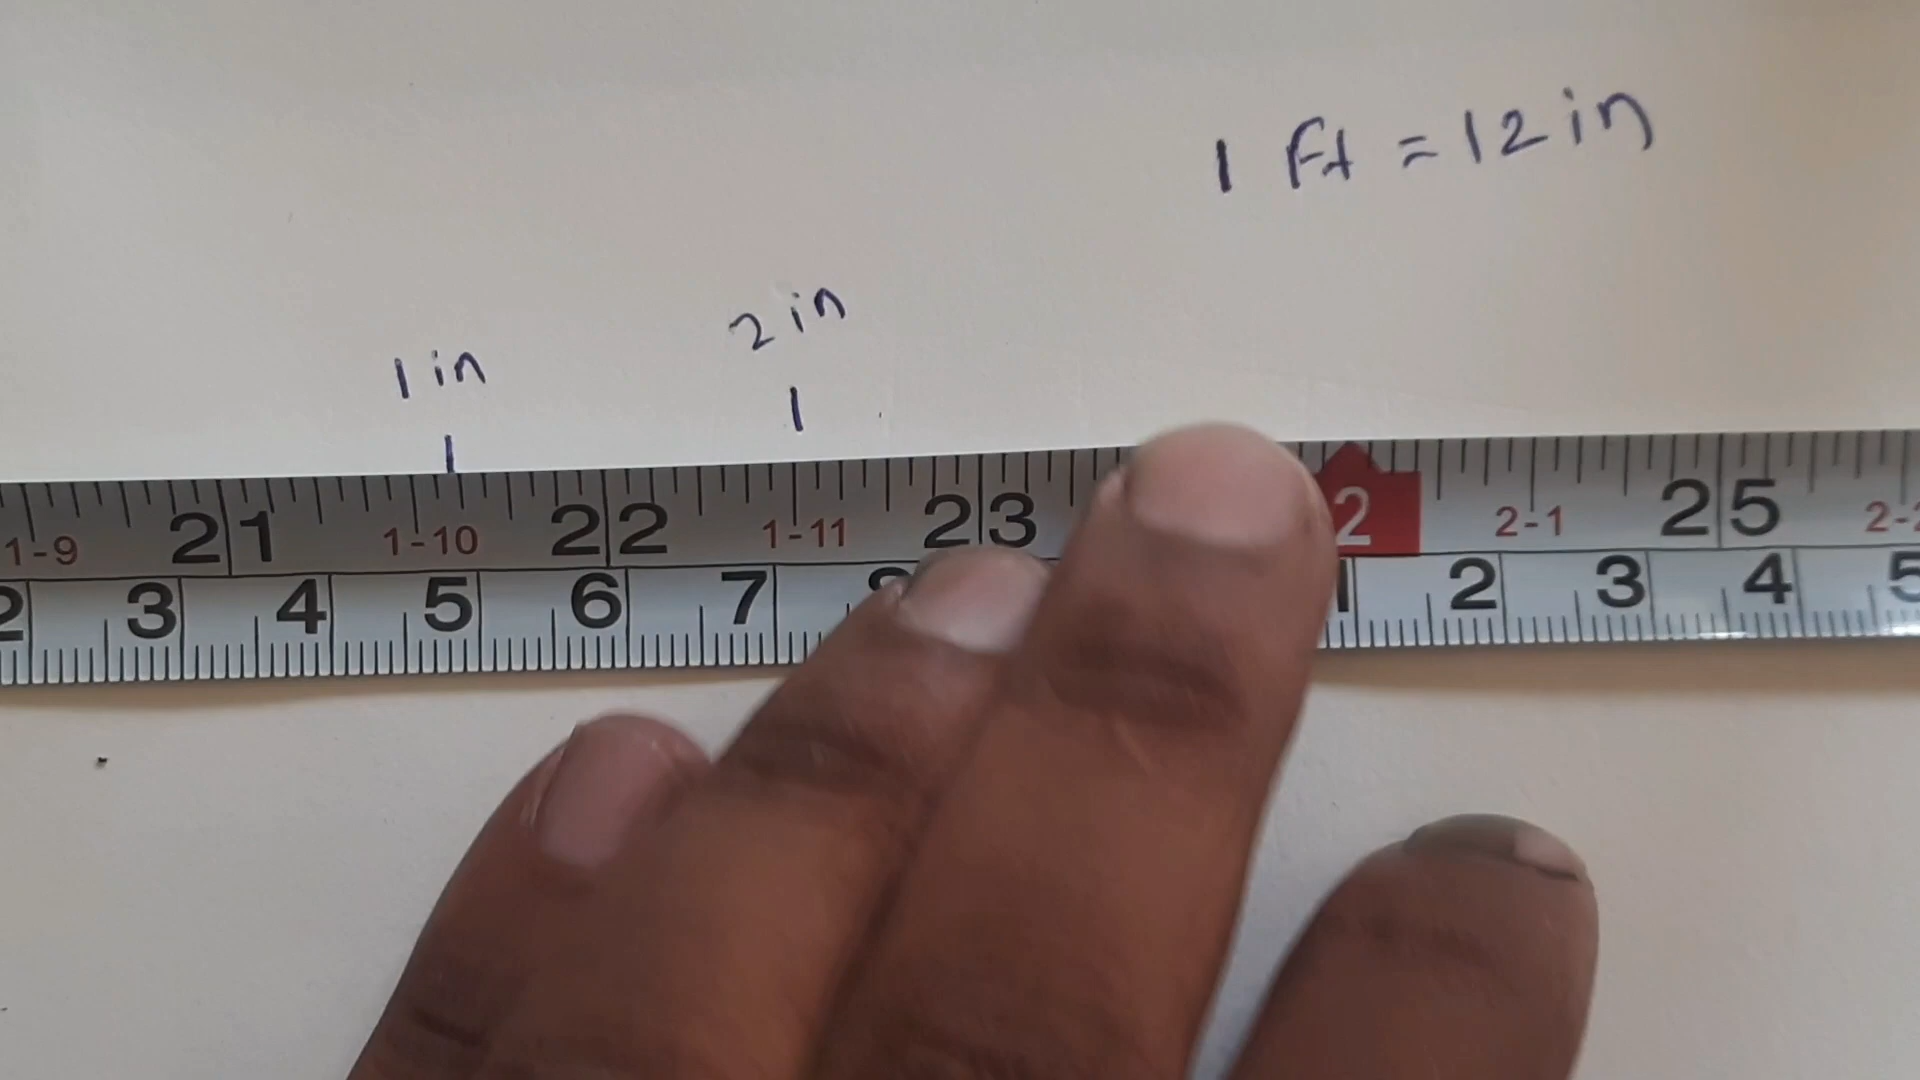 1 Ft = 12 in
2 in
1 in
1-9 21 1-10 22 1-11 23 2 2-1 25
3 4 5 6 7 2 3 4 5